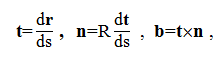 t=dr/ds , n=R dt/ds , b=t×n ,